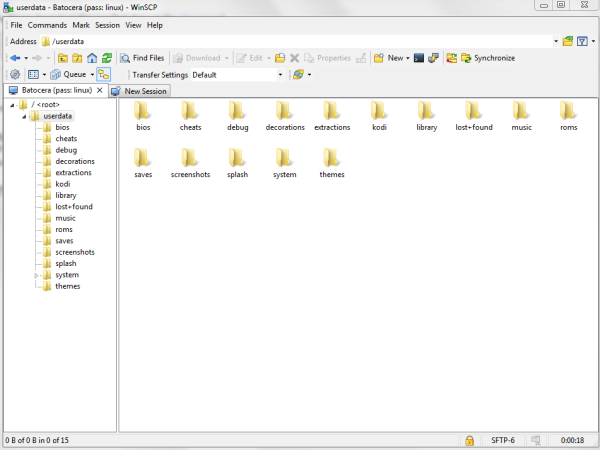 userdata - Batocera (pass: linux) - WinSCP
File Commands Mark Session View Help
Address /userdata
Find Files Download Edit Properties New Synchronize
Queue Transfer Settings Default
Batocera (pass: linux) New Session
/ <root>
userdata
bios
cheats
debug
decorations
extractions
kodi
library
lost+found
music
roms
saves
screenshots
splash
system
themes
bios cheats debug decorations extractions kodi library lost+found music roms
saves screenshots splash system themes
0 B of 0 B in 0 of 15 SFTP-6 0:00:18